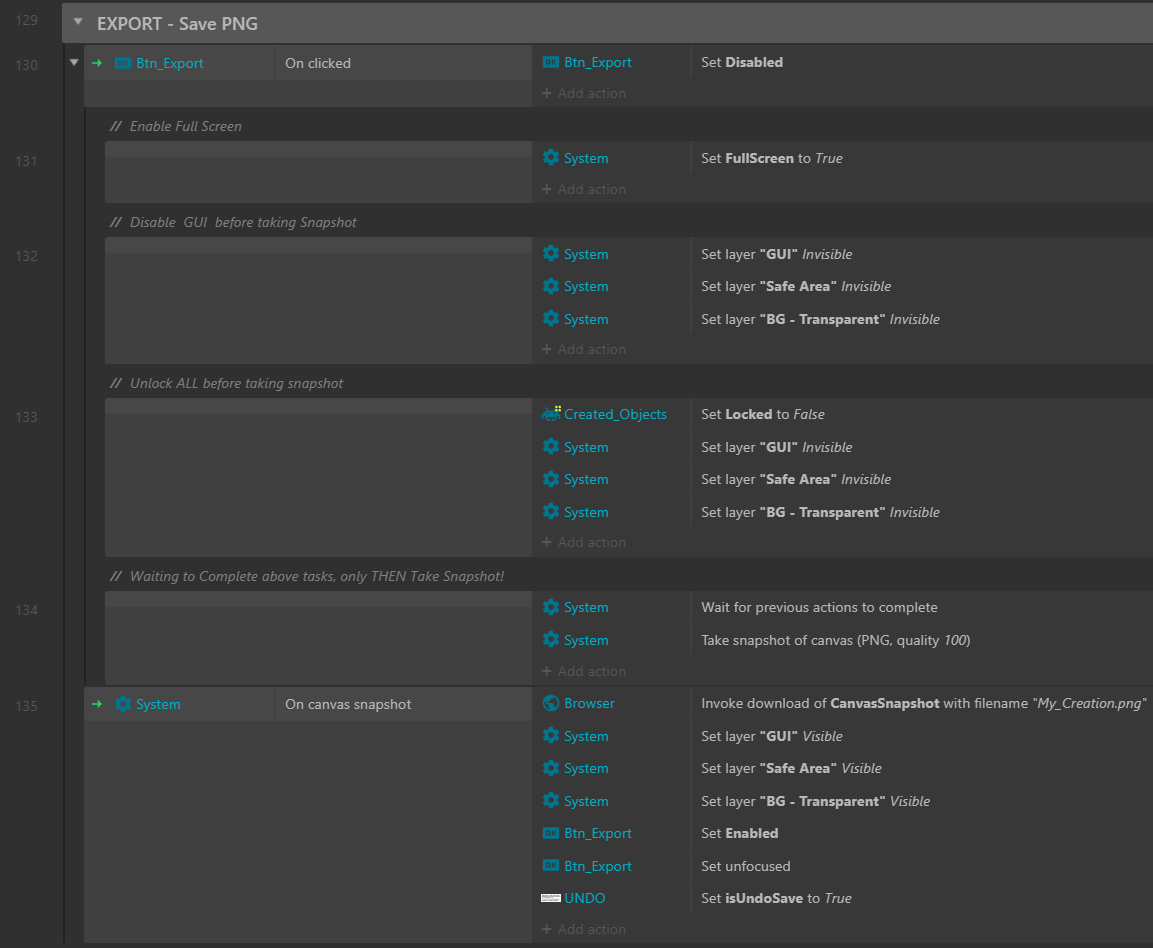 129 EXPORT - Save PNG
130 OK Btn_Export On clicked OK Btn_Export Set Disabled
+ Add action
// Enable Full Screen
131 System Set FullScreen to True
+ Add action
// Disable GUI before taking Snapshot
132 System Set layer "GUI" Invisible
System Set layer "Safe Area" Invisible
System Set layer "BG - Transparent" Invisible
+ Add action
// Unlock ALL before taking snapshot
133 Created_Objects Set Locked to False
System Set layer "GUI" Invisible
System Set layer "Safe Area" Invisible
System Set layer "BG - Transparent" Invisible
+ Add action
// Waiting to Complete above tasks, only THEN Take Snapshot!
134 System Wait for previous actions to complete
System Take snapshot of canvas (PNG, quality 100)
+ Add action
135 System On canvas snapshot Browser Invoke download of CanvasSnapshot with filename "My_Creation.png"
System Set layer "GUI" Visible
System Set layer "Safe Area" Visible
System Set layer "BG - Transparent" Visible
OK Btn_Export Set Enabled
OK Btn_Export Set unfocused
UNDO Set isUndoSave to True
+ Add action